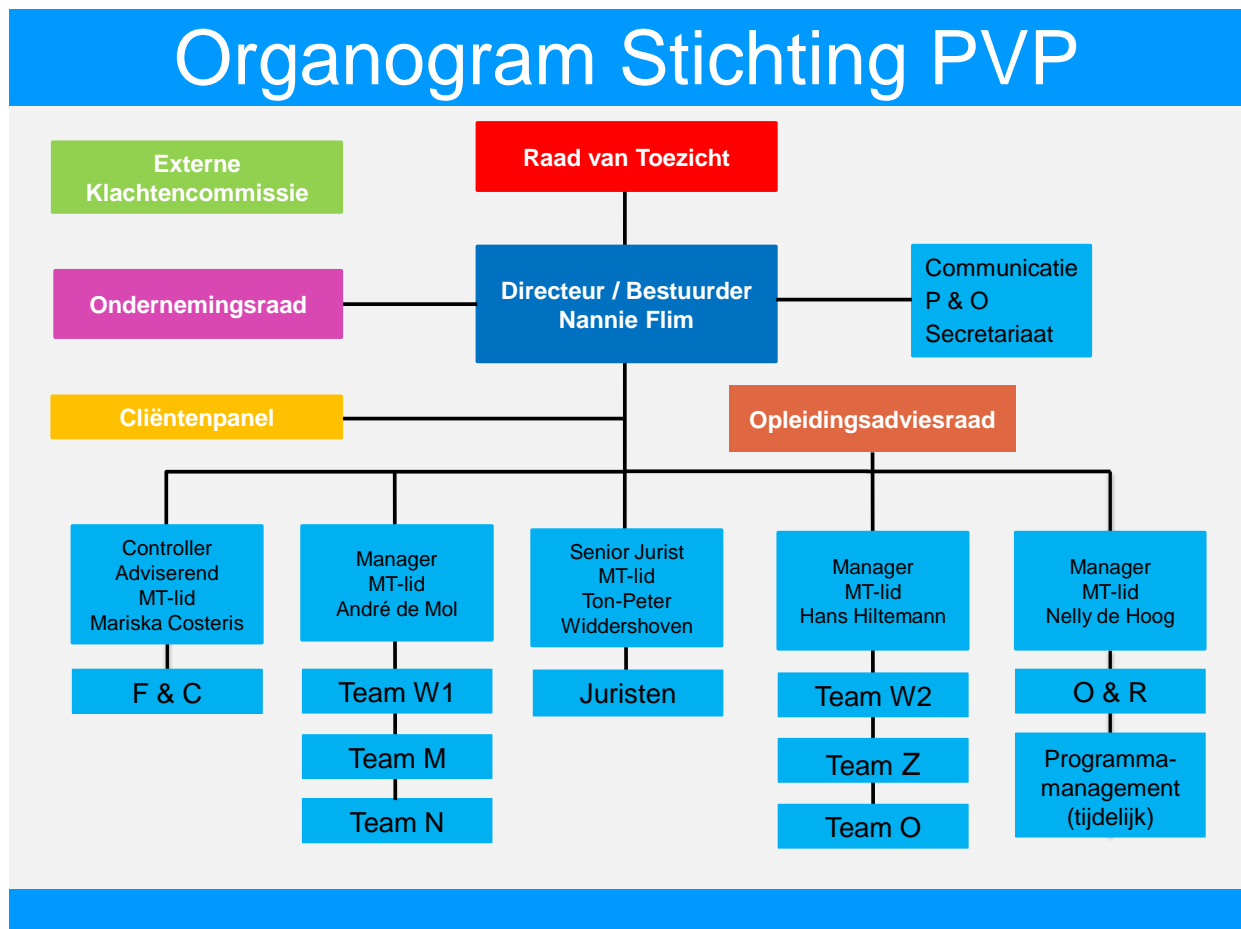 Organogram Stichting PVP
Externe
Klachtencommissie
Raad van Toezicht
Ondernemingsraad
Directeur / Bestuurder
Nannie Flim
Communicatie
P & O
Secretariaat
Cliëntenpanel
Opleidingsadviesraad
Controller
Adviserend
MT-lid
Mariska Costeris
F & C
Manager
MT-lid
André de Mol
Team W1
Team M
Team N
Senior Jurist
MT-lid
Ton-Peter
Widdershoven
Juristen
Manager
MT-lid
Hans Hiltemann
Team W2
Team Z
Team O
Manager
MT-lid
Nelly de Hoog
O & R
Programma-
management
(tijdelijk)